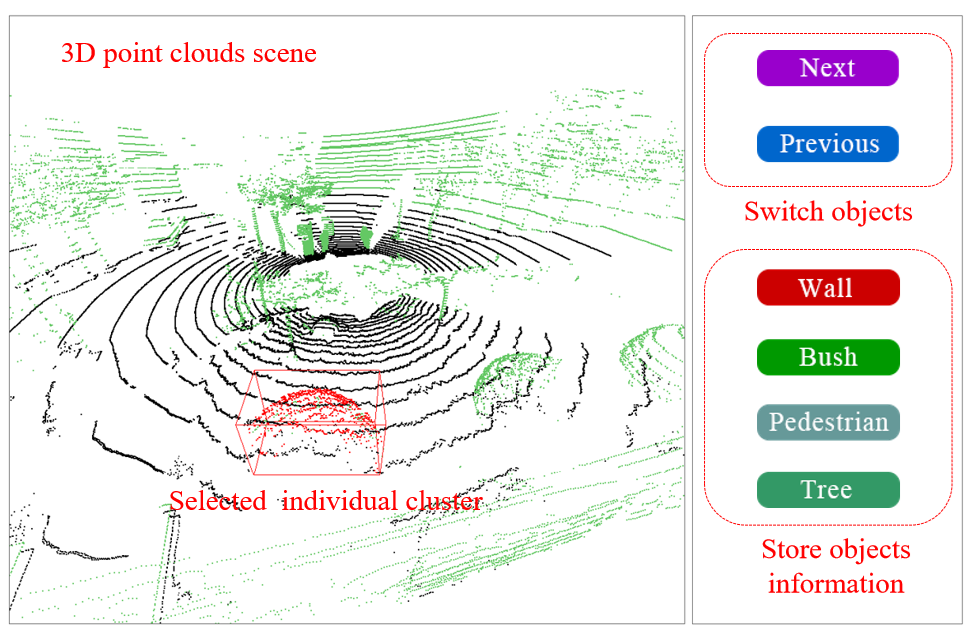 3D point clouds scene
Selected individual cluster
Next
Previous
Switch objects
Wall
Bush
Pedestrian
Tree
Store objects
information